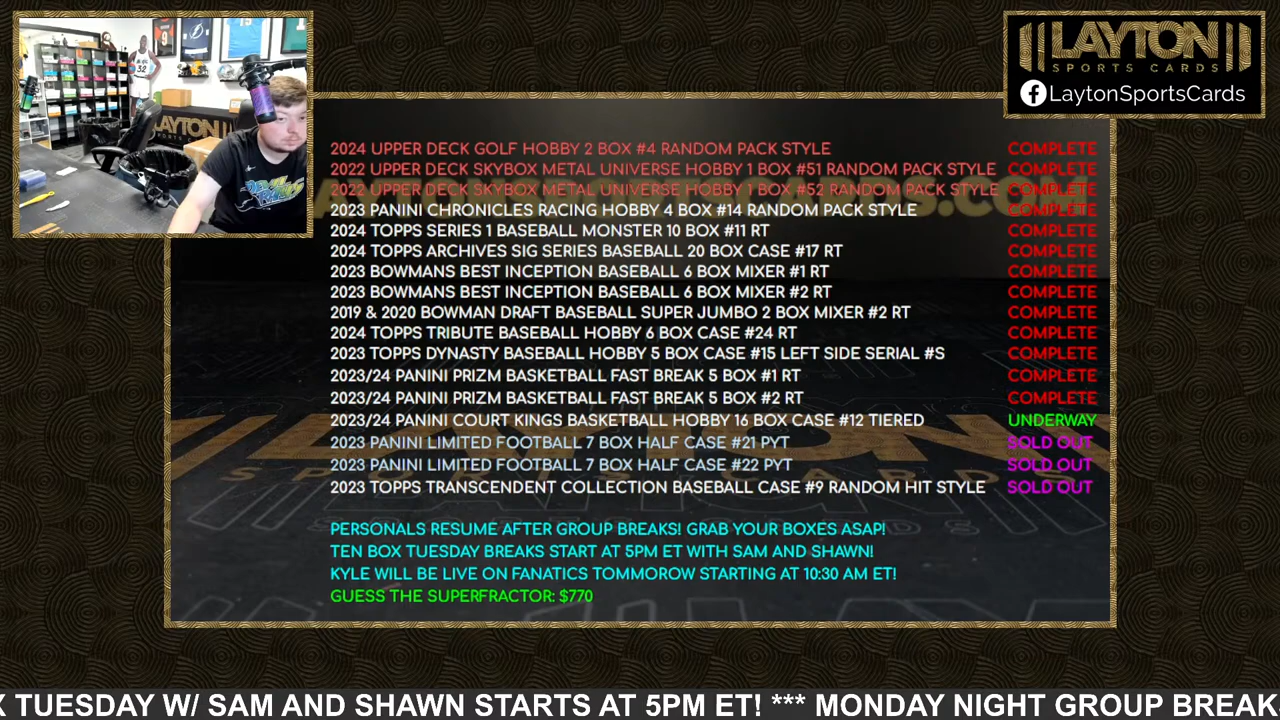 LAYTON
SPORTS CARDS
LaytonSportsCards
32
9
LAYTON
2024 UPPER DECK GOLF HOBBY 2 BOX #4 RANDOM PACK STYLE COMPLETE
2022 UPPER DECK SKYBOX METAL UNIVERSE HOBBY 1 BOX #51 RANDOM PACK STYLE COMPLETE
2022 UPPER DECK SKYBOX METAL UNIVERSE HOBBY 1 BOX #52 RANDOM PACK STYLE COMPLETE
2023 PANINI CHRONICLES RACING HOBBY 4 BOX #14 RANDOM PACK STYLE COMPLETE
2024 TOPPS SERIES 1 BASEBALL MONSTER 10 BOX #11 RT COMPLETE
2024 TOPPS ARCHIVES SIG SERIES BASEBALL 20 BOX CASE #17 RT COMPLETE
2023 BOWMANS BEST INCEPTION BASEBALL 6 BOX MIXER #1 RT COMPLETE
2023 BOWMANS BEST INCEPTION BASEBALL 6 BOX MIXER #2 RT COMPLETE
2019 & 2020 BOWMAN DRAFT BASEBALL SUPER JUMBO 2 BOX MIXER #2 RT COMPLETE
2024 TOPPS TRIBUTE BASEBALL HOBBY 6 BOX CASE #24 RT COMPLETE
2023 TOPPS DYNASTY BASEBALL HOBBY 5 BOX CASE #15 LEFT SIDE SERIAL #S COMPLETE
2023/24 PANINI PRIZM BASKETBALL FAST BREAK 5 BOX #1 RT COMPLETE
2023/24 PANINI PRIZM BASKETBALL FAST BREAK 5 BOX #2 RT COMPLETE
2023/24 PANINI COURT KINGS BASKETBALL HOBBY 16 BOX CASE #12 TIERED UNDERWAY
2023 PANINI LIMITED FOOTBALL 7 BOX HALF CASE #21 PYT SOLD OUT
2023 PANINI LIMITED FOOTBALL 7 BOX HALF CASE #22 PYT SOLD OUT
2023 TOPPS TRANSCENDENT COLLECTION BASEBALL CASE #9 RANDOM HIT STYLE SOLD OUT
PERSONALS RESUME AFTER GROUP BREAKS! GRAB YOUR BOXES ASAP!
TEN BOX TUESDAY BREAKS START AT 5PM ET WITH SAM AND SHAWN!
KYLE WILL BE LIVE ON FANATICS TOMMOROW STARTING AT 10:30 AM ET!
GUESS THE SUPERFRACTOR: $770
X TUESDAY W/ SAM AND SHAWN STARTS AT 5PM ET! *** MONDAY NIGHT GROUP BREAKS